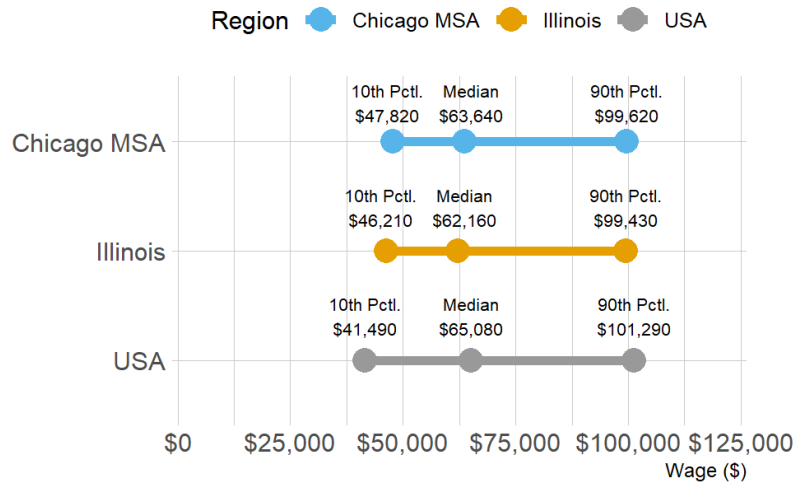 Region Chicago MSA Illinois USA
10th Pctl. Median 90th Pctl.
$47,820 $63,640 $99,620
Chicago MSA
10th Pctl. Median 90th Pctl.
$46,210 $62,160 $99,430
Illinois
10th Pctl. Median 90th Pctl.
$41,490 $65,080 $101,290
USA
$0 $25,000 $50,000 $75,000 $100,000 $125,000
Wage ($)